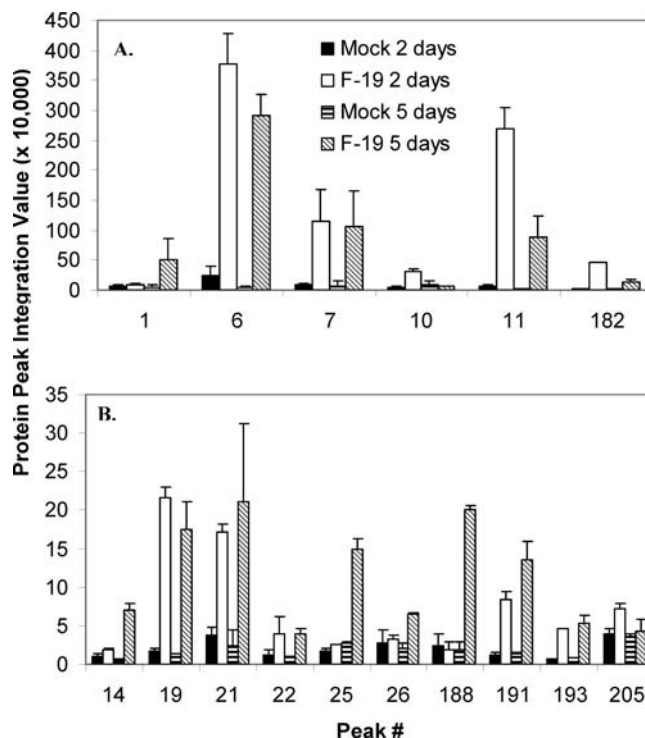 Protein Peak Integration Value (x 10,000)
A.
Mock 2 days
F-19 2 days
Mock 5 days
F-19 5 days
450
400
350
300
250
200
150
100
50
0
1 6 7 10 11 182
B.
35
30
25
20
15
10
5
0
14 19 21 22 25 26 188 191 193 205
Peak #